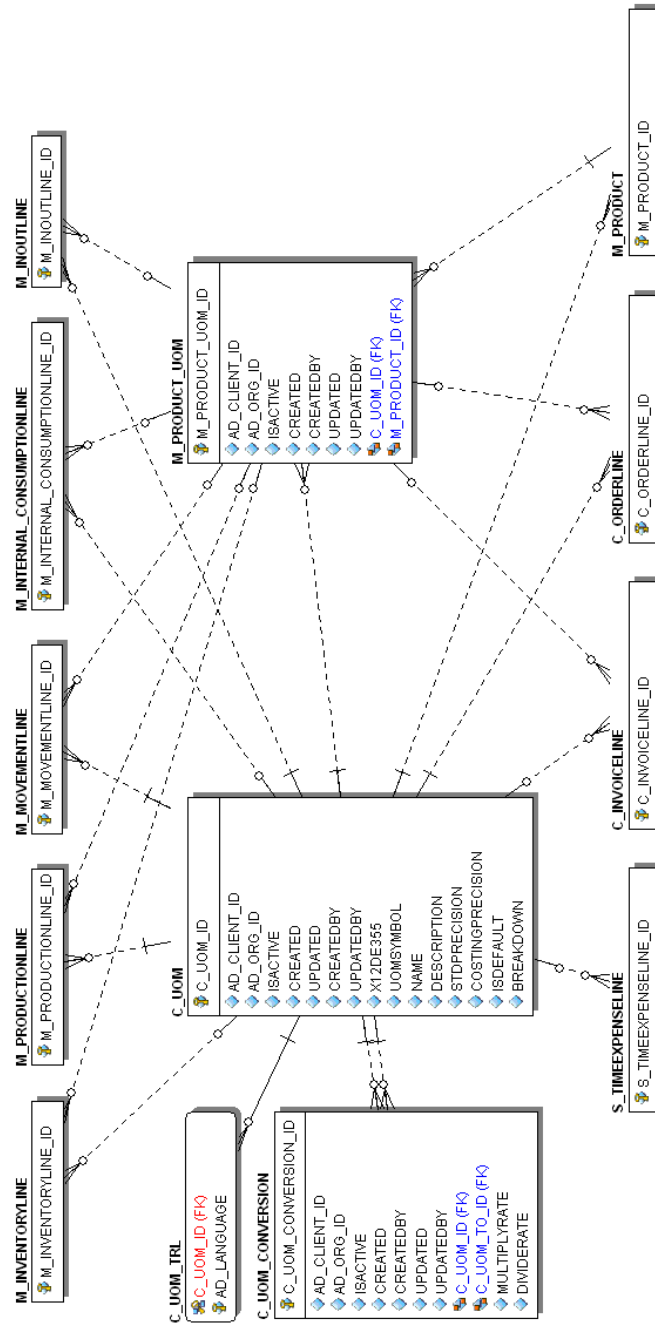 M_INVENTORYLINE
M_INVENTORYLINE_ID
M_PRODUCTIONLINE
M_PRODUCTIONLINE_ID
M_MOVEMENTLINE
M_MOVEMENTLINE_ID
M_INTERNAL_CONSUMPTIONLINE
M_INTERNAL_CONSUMPTIONLINE_ID
M_INOUTLINE
M_INOUTLINE_ID
C_UOM_TRL
C_UOM_ID (FK)
AD_LANGUAGE
C_UOM_CONVERSION
C_UOM_CONVERSION_ID
AD_CLIENT_ID
AD_ORG_ID
ISACTIVE
CREATED
CREATEDBY
UPDATED
UPDATEDBY
C_UOM_ID (FK)
C_UOM_TO_ID (FK)
MULTIPLYRATE
DIVIDERATE
C_UOM
C_UOM_ID
AD_CLIENT_ID
AD_ORG_ID
ISACTIVE
CREATED
UPDATED
CREATEDBY
UPDATEDBY
X12DE355
UOMSYMBOL
NAME
DESCRIPTION
STDPRECISION
COSTINGPRECISION
ISDEFAULT
BREAKDOWN
M_PRODUCT_UOM
M_PRODUCT_UOM_ID
AD_CLIENT_ID
AD_ORG_ID
ISACTIVE
CREATED
CREATEDBY
UPDATED
UPDATEDBY
C_UOM_ID (FK)
M_PRODUCT_ID (FK)
S_TIMEEXPENSELINE
S_TIMEEXPENSELINE_ID
C_INVOICELINE
C_INVOICELINE_ID
C_ORDERLINE
C_ORDERLINE_ID
M_PRODUCT
M_PRODUCT_ID